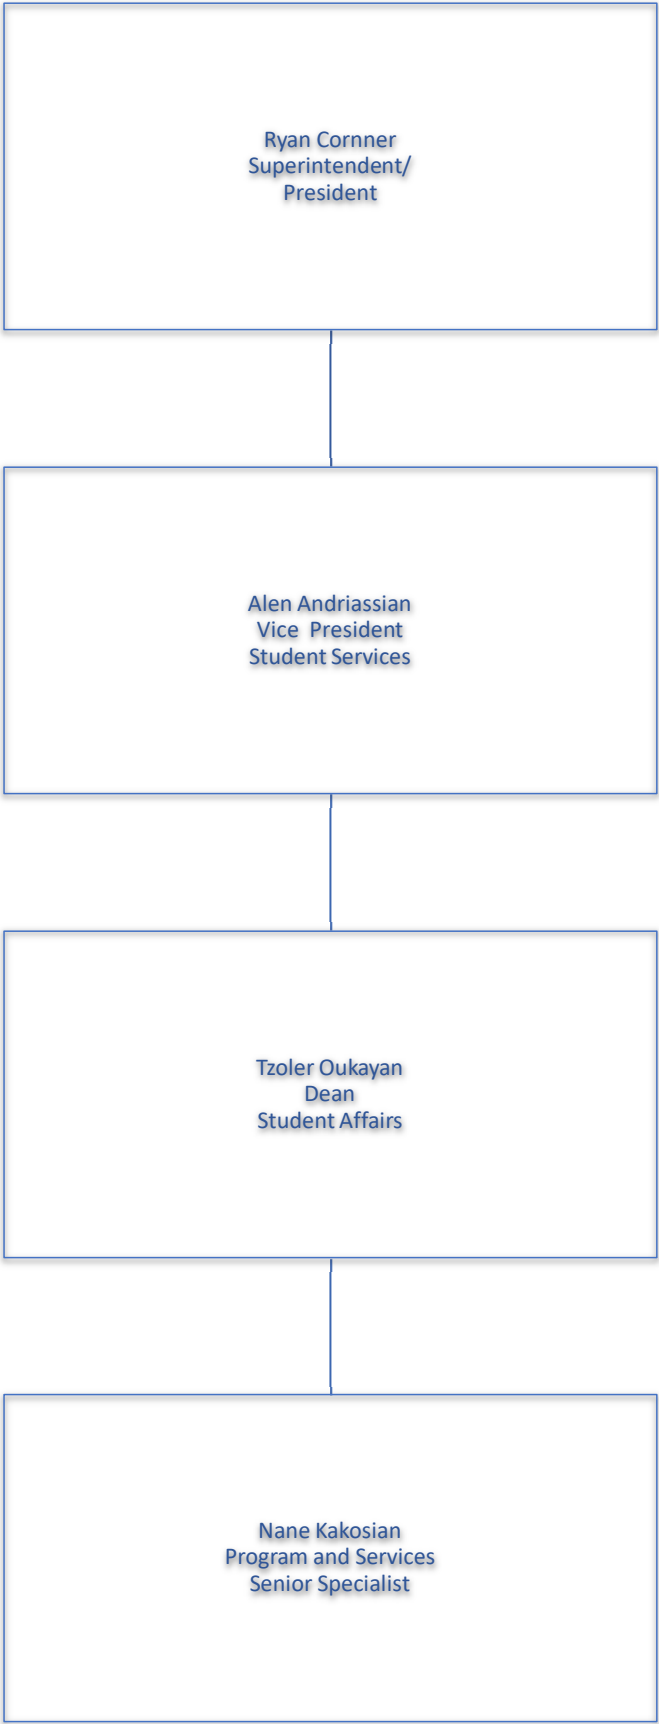 Ryan Cornner
Superintendent/
President
Alen Andriassian
Vice  President
Student Services
Tzoler Oukayan
Dean
Student Affairs
Nane Kakosian
Program and Services
Senior Specialist